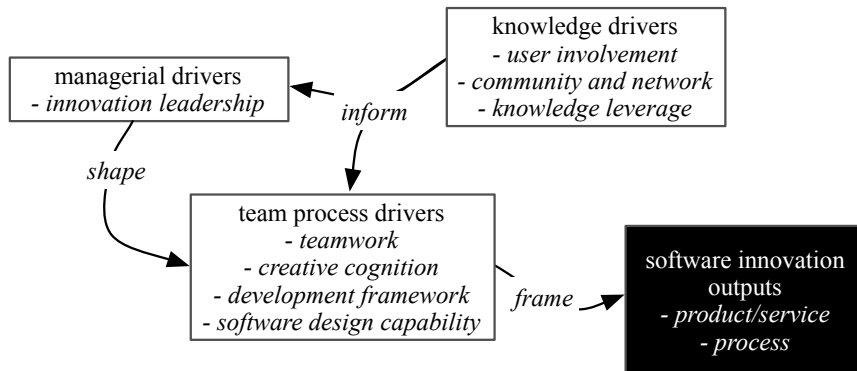 knowledge drivers
- user involvement
- community and network
- knowledge leverage
managerial drivers
- innovation leadership
inform
shape
team process drivers
- teamwork
- creative cognition
- development framework
- software design capability
frame
software innovation
outputs
- product/service
- process